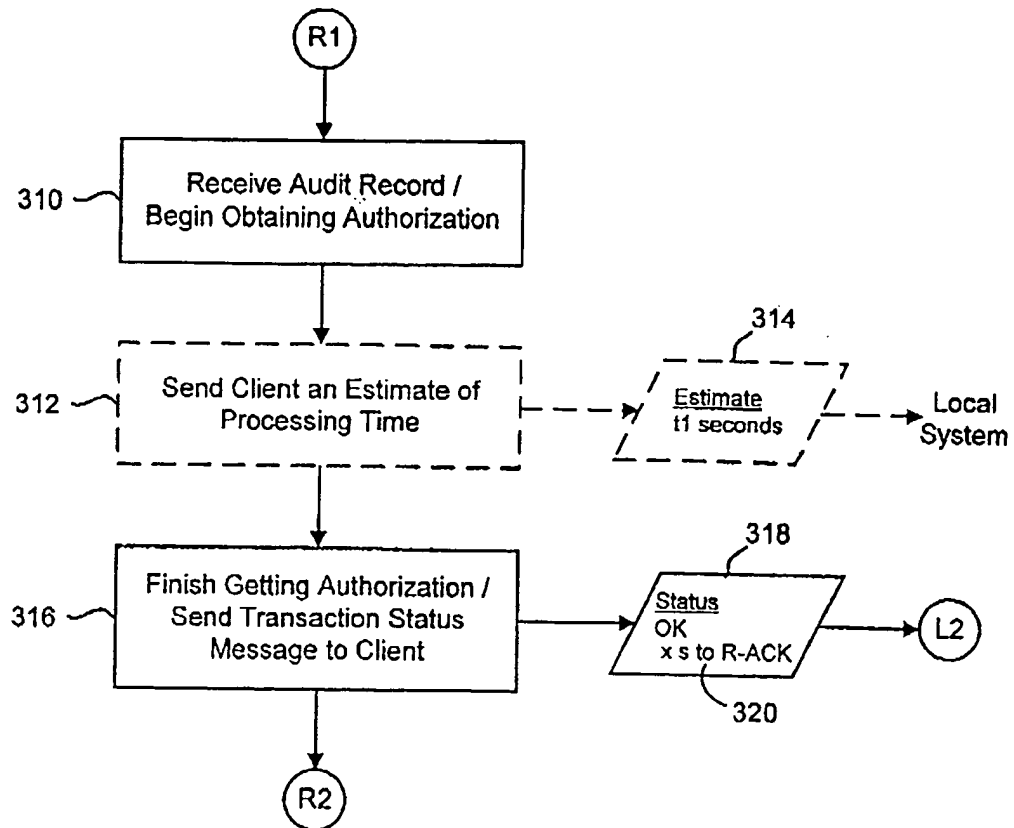 R1
310
Receive Audit Record /
Begin Obtaining Authorization
314
312
Send Client an Estimate of
Processing Time
Estimate
t1 seconds
Local
System
318
316
Finish Getting Authorization /
Send Transaction Status
Message to Client
Status
OK
x s to R-ACK
L2
320
R2